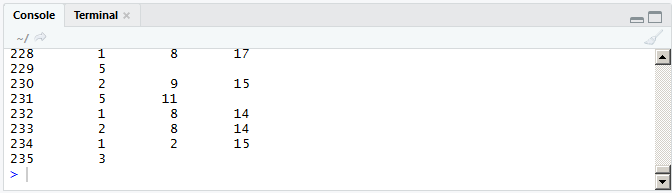 Console Terminal ×
~/
228 1 8 17
229 5
230 2 9 15
231 5 11
232 1 8 14
233 2 8 14
234 1 2 15
235 3
>